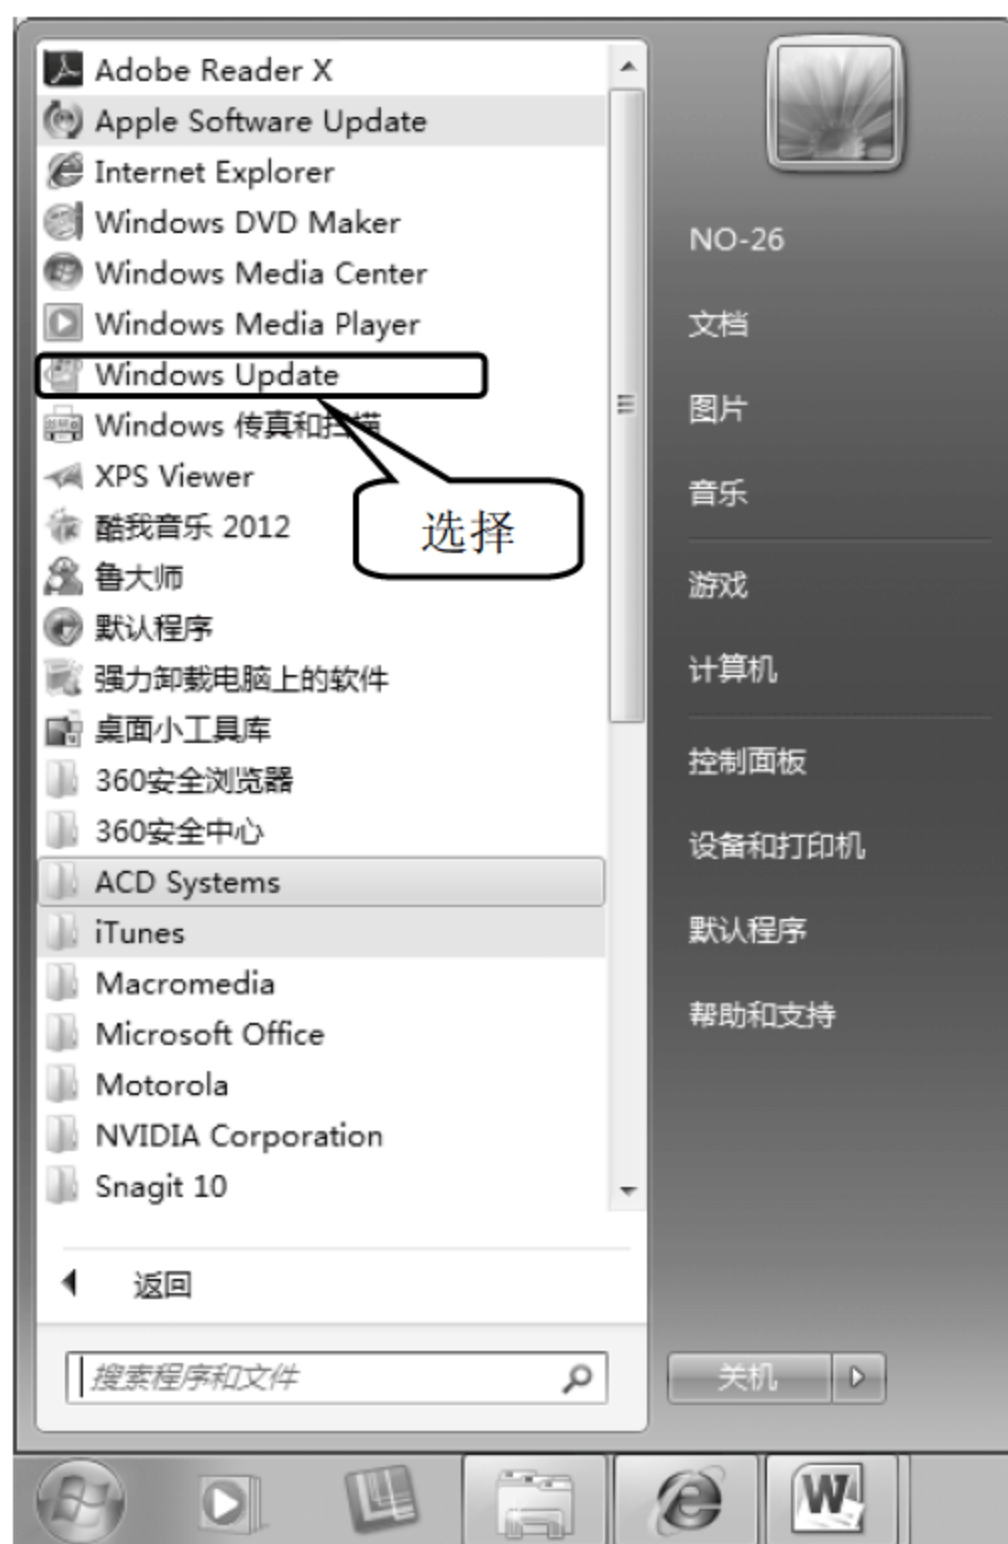 Adobe Reader X
Apple Software Update
Internet Explorer
Windows DVD Maker
Windows Media Center
Windows Media Player
Windows Update
Windows 传真和扫描
XPS Viewer
选择
酷我音乐 2012
鲁大师
默认程序
强力卸载电脑上的软件
桌面小工具库
360安全浏览器
360安全中心
ACD Systems
iTunes
Macromedia
Microsoft Office
Motorola
NVIDIA Corporation
Snagit 10
返回
搜索程序和文件
NO-26
文档
图片
音乐
游戏
计算机
控制面板
设备和打印机
默认程序
帮助和支持
关机